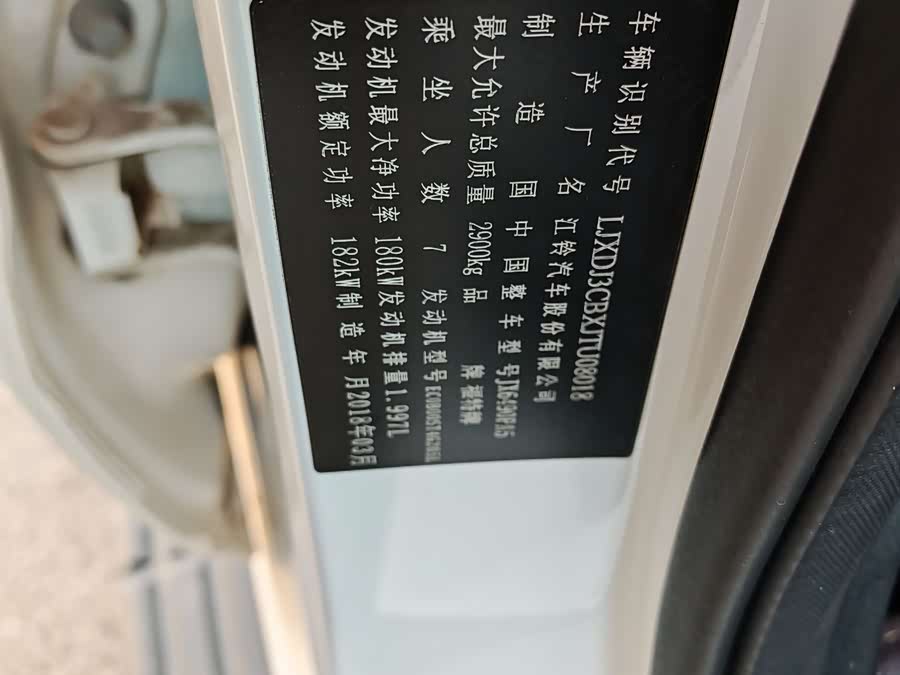 车辆识别代号 LJXDJ3CBXJTU08018
生产厂名 江铃汽车股份有限公司
制造国 中国 整车型号 JX6490PA5
最大允许总质量 2900kg 品牌 福特牌
乘坐人数 7 发动机型号
发动机最大净功率 180kW 发动机排量 1.997L
发动机额定功率 182kW 制造年月 2018年03月